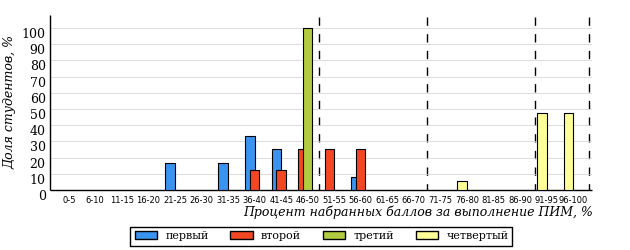 Доля студентов, %
100
90
80
70
60
50
40
30
20
10
0
0-5 6-10 11-15 16-20 21-25 26-30 31-35 36-40 41-45 46-50 51-55 56-60 61-65 66-70 71-75 76-80 81-85 86-90 91-95 96-100
Процент набранных баллов за выполнение ПИМ, %
первый второй третий четвертый